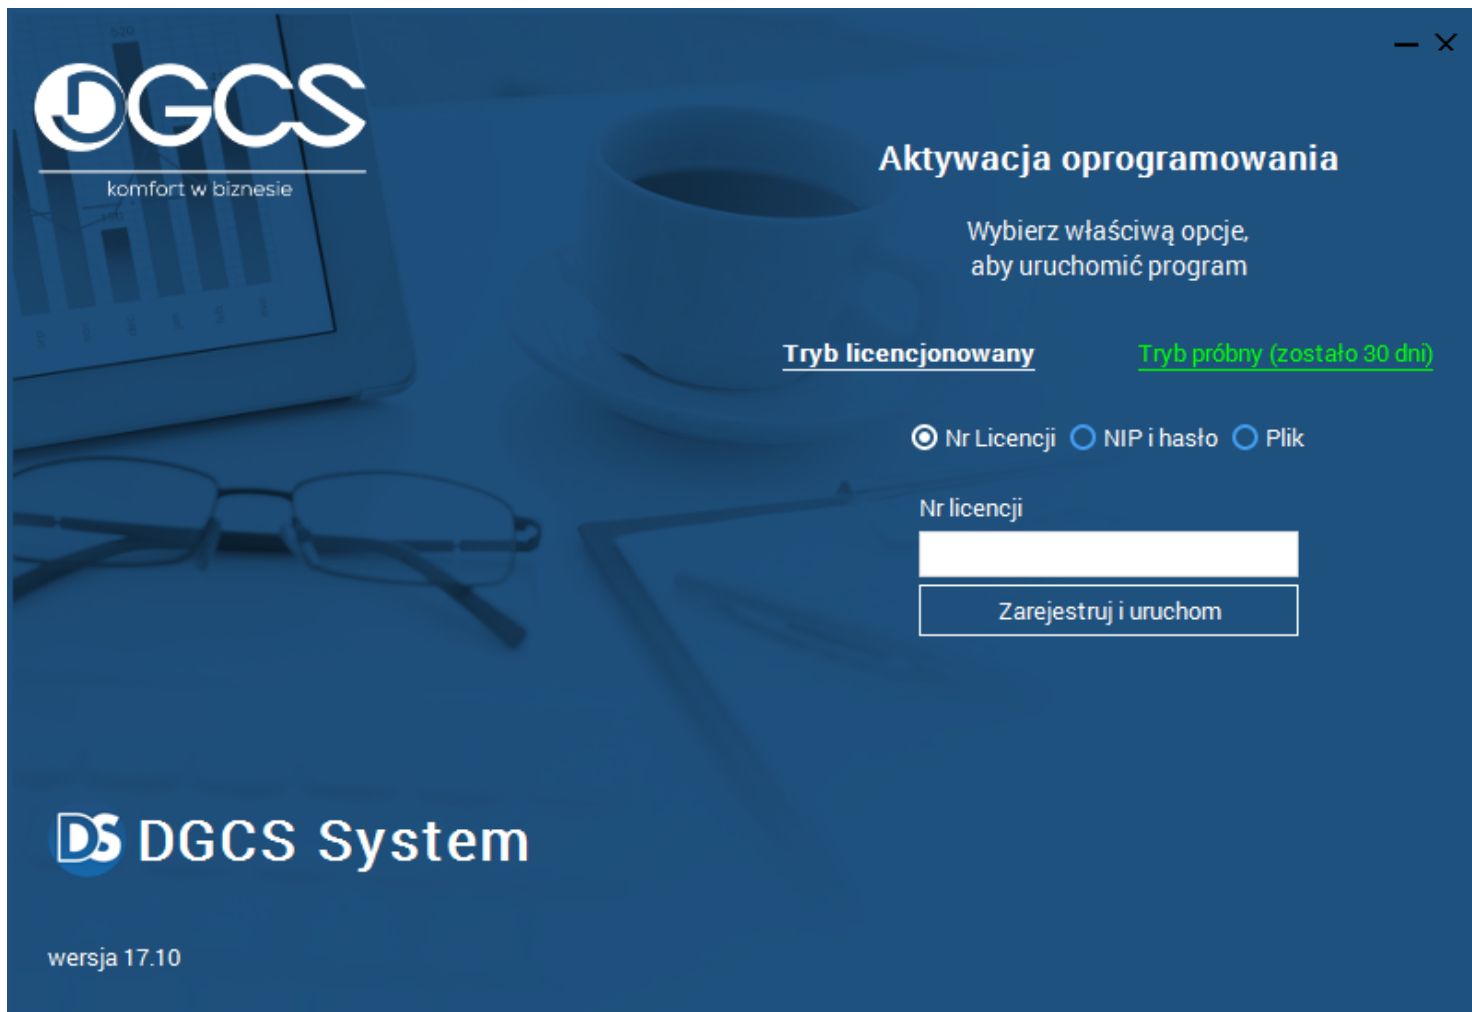 DGCS
komfort w biznesie
Aktywacja oprogramowania
Wybierz właściwą opcje,
aby uruchomić program
Tryb licencjonowany
Tryb próbny (zostało 30 dni)
Nr Licencji NIP i hasło Plik
Nr licencji
Zarejestruj i uruchom
DS DGCS System
wersja 17.10